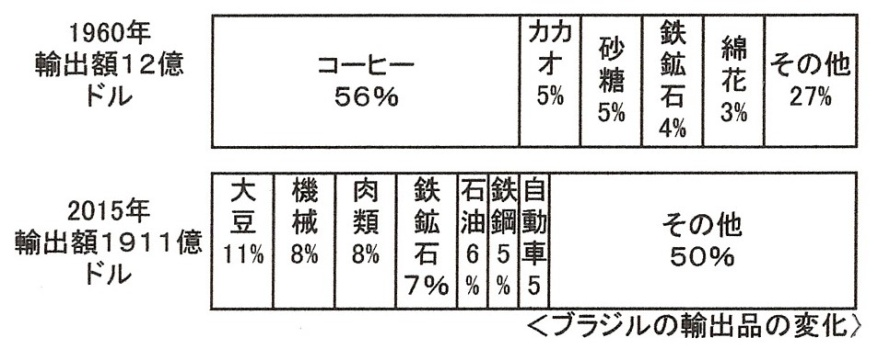 1960年
輸出額12億
ドル
コーヒー
56%
カカオ
5%
砂糖
5%
鉄鉱石
4%
綿花
3%
その他
27%
2015年
輸出額1911億
ドル
大豆
11%
機械
8%
肉類
8%
鉄鉱石
7%
石油
6%
鉄鋼
5%
自動車
5
その他
50%
<ブラジルの輸出品の変化>